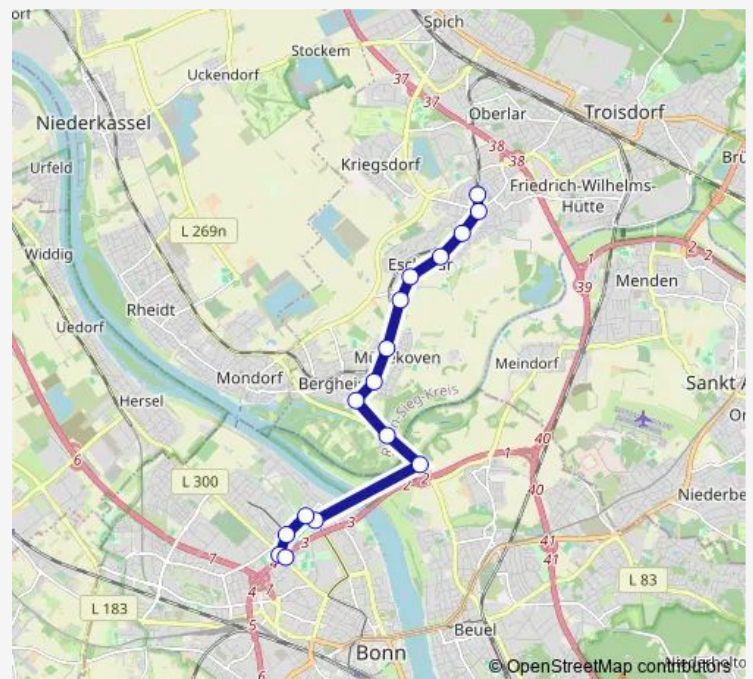 Spich
Stockem
Uckendorf
37
37
Oberlar
Troisdorf
Niederkassel
38
38
Kriegsdorf
Urfeld
Friedrich-Wilhelms-
Hütte
L 269n
1
2
2
Widdig
39
Menden
Rheidt
Uedorf
Meindorf
Mondorf
Sankt A
Hersel
-Sieg-Kreis
40
1
6
2
2
40
L 300
Niederbe
3
3
41
7
41
4
7
L 83
4
L 183
5
Beuel
Bonn
6
© OpenStreetMap contributors